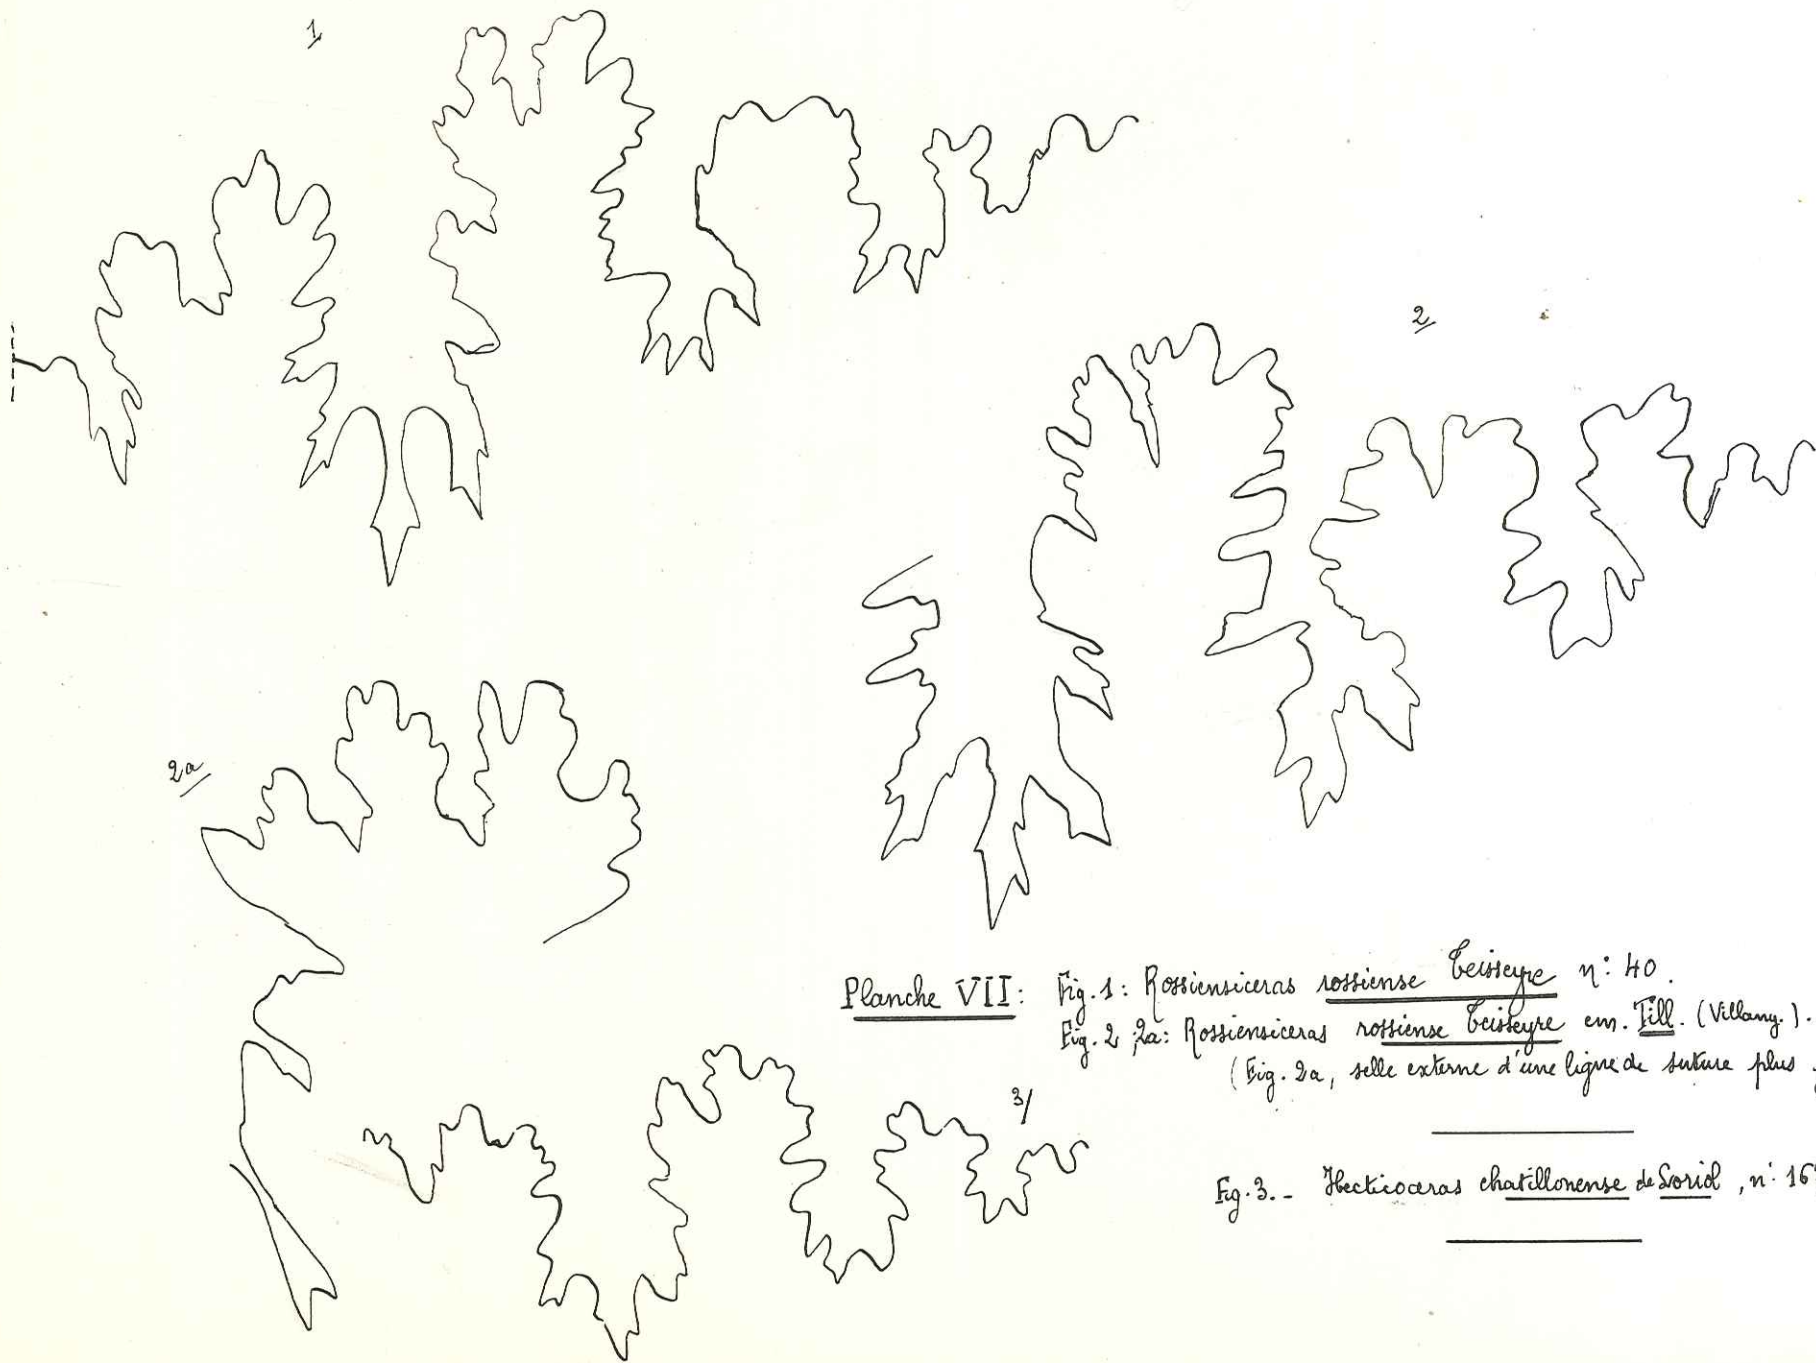 1
2
2a
Planche VII: Fig. 1: Rossiensiceras rossiense Teisseyre n: 40.
Fig. 2, 2a: Rossiensiceras rossiense Teisseyre em. Till. (Villany.).
(Fig. 2a, selle externe d'une ligne de suture plus
3/
Fig. 3. - Hecticoceras chatillonense de Loriol, n: 16